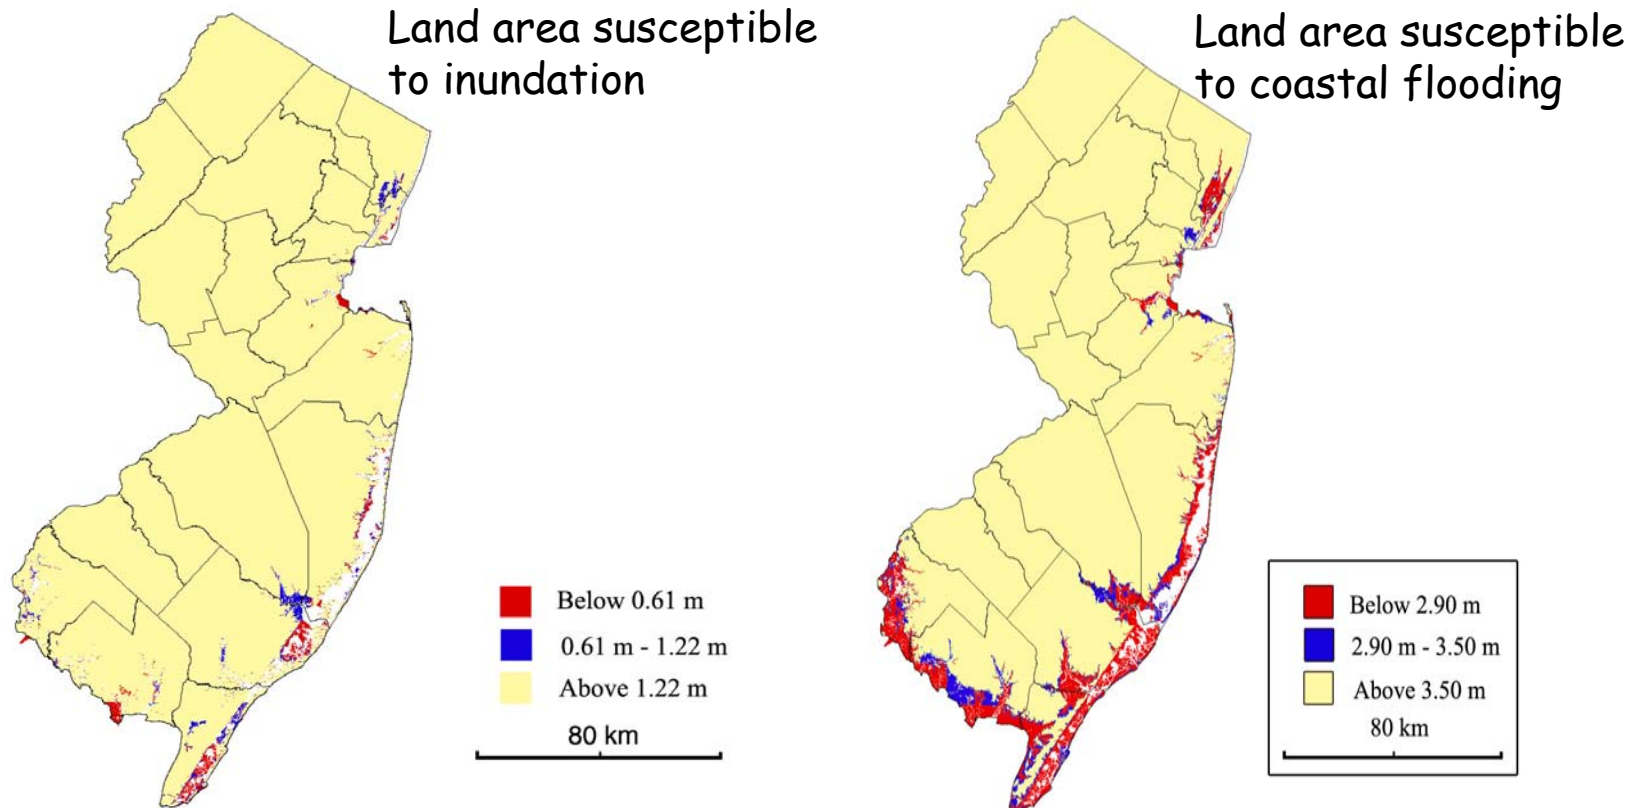 Land area susceptible
to inundation
Below 0.61 m
0.61 m - 1.22 m
Above 1.22 m
80 km
Land area susceptible
to coastal flooding
Below 2.90 m
2.90 m - 3.50 m
Above 3.50 m
80 km